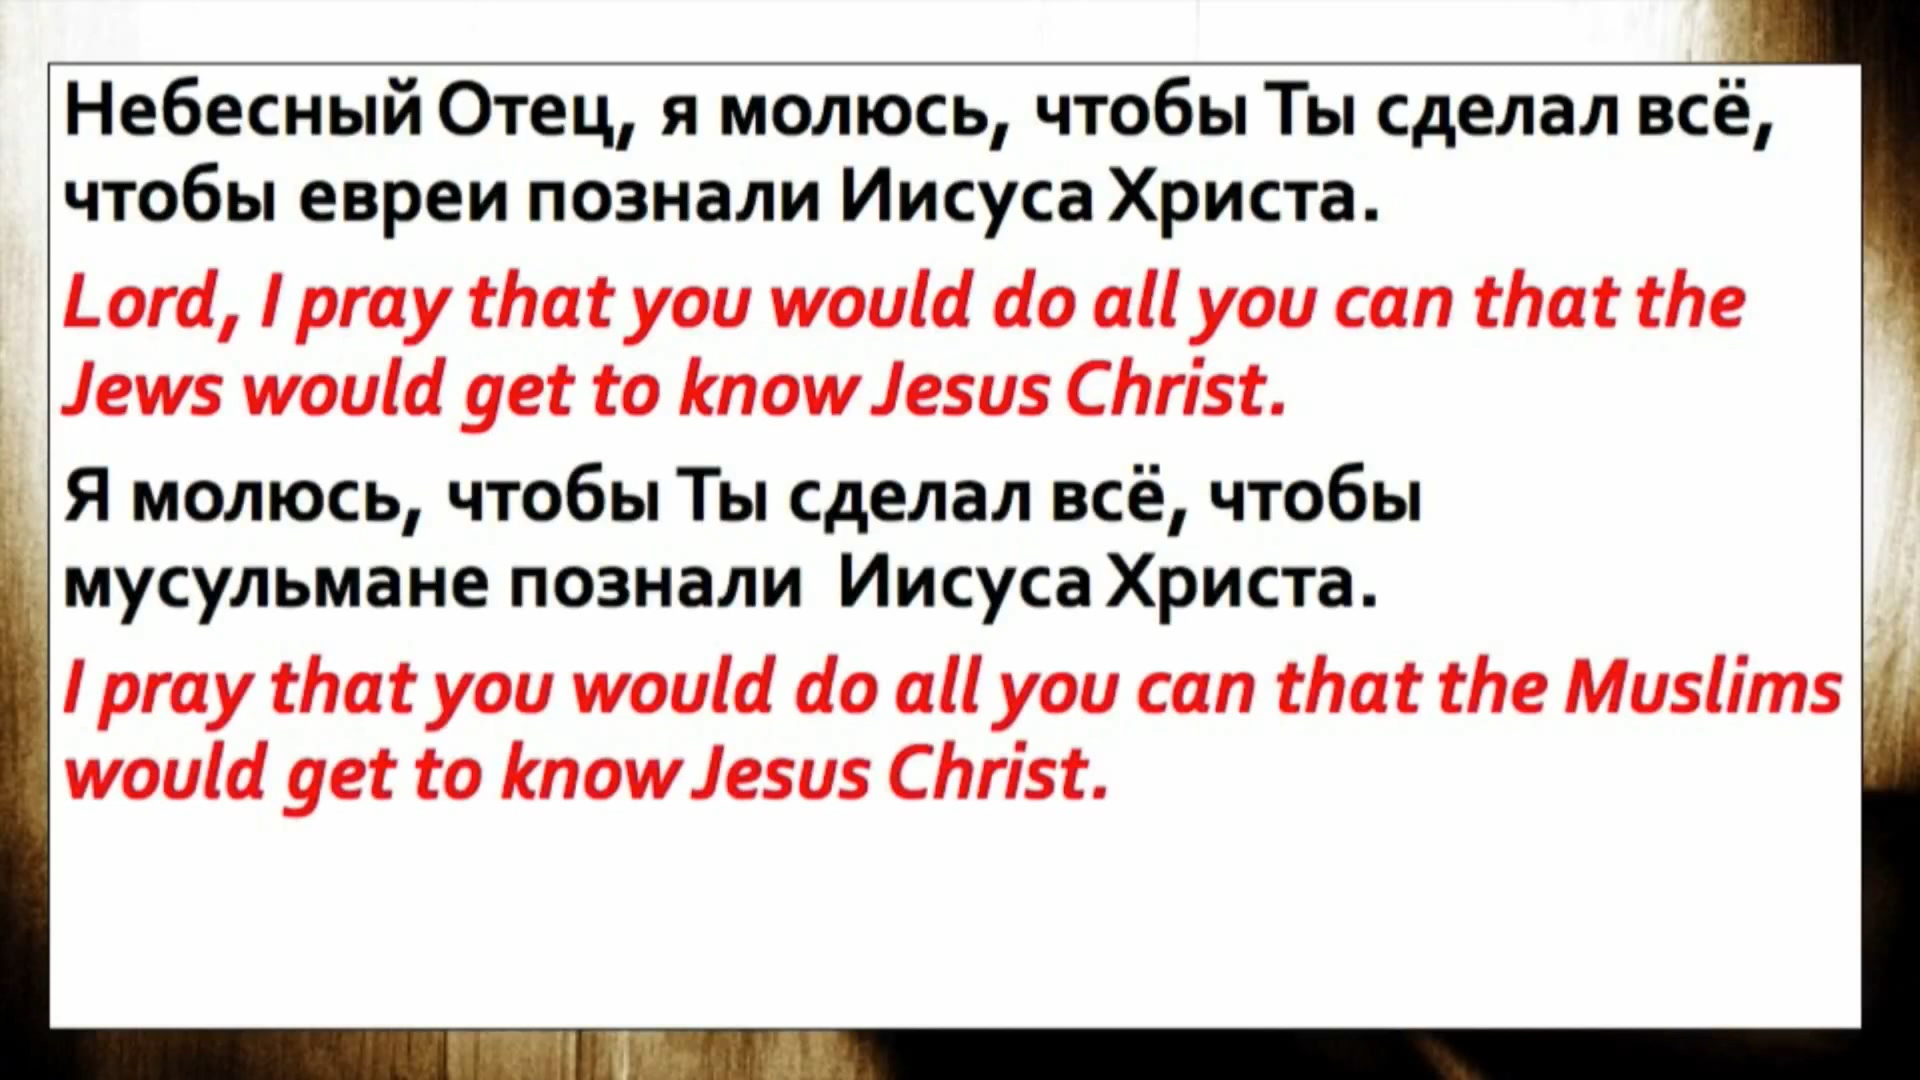 Небесный Отец, я молюсь, чтобы Ты сделал всё,
чтобы евреи познали Иисуса Христа.
Lord, I pray that you would do all you can that the
Jews would get to know Jesus Christ.
Я молюсь, чтобы Ты сделал всё, чтобы
мусульмане познали Иисуса Христа.
I pray that you would do all you can that the Muslims
would get to know Jesus Christ.